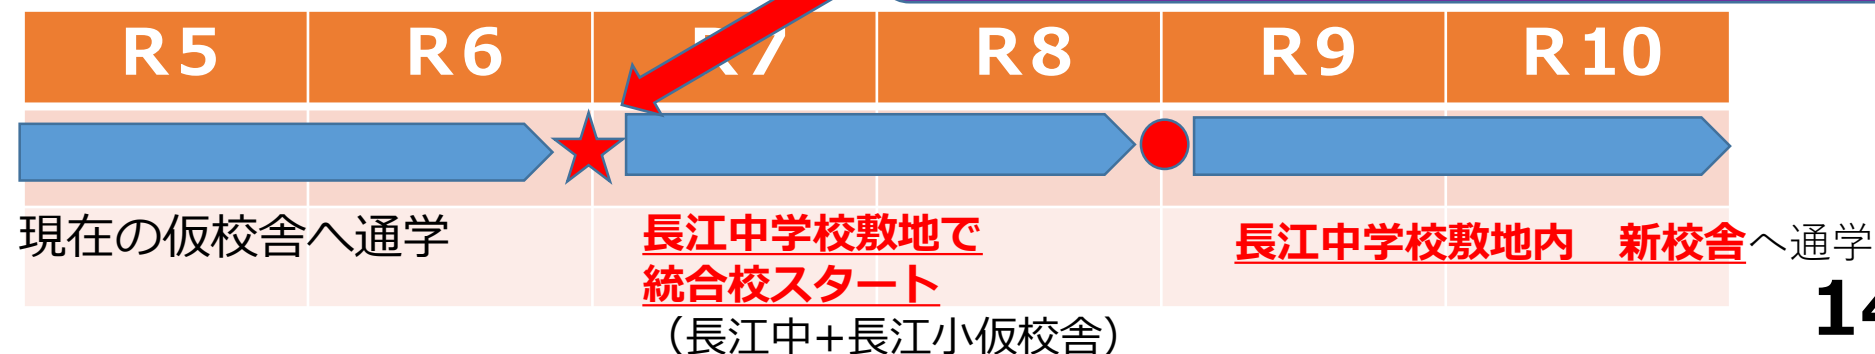 R5 R6 R7 R8 R9 R10
現在の仮校舎へ通学
長江中学校敷地で
統合校スタート
（長江中+長江小仮校舎）
長江中学校敷地内　新校舎へ通学
14